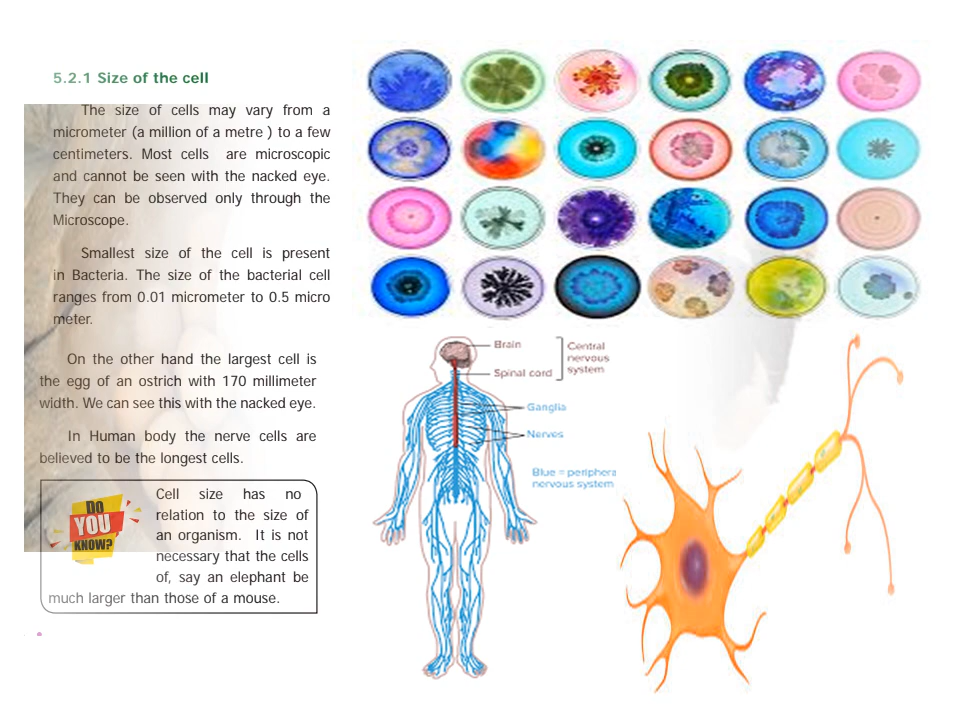 5.2.1 Size of the cell
The size of cells may vary from a
micrometer (a million of a metre ) to a few
centimeters. Most cells are microscopic
and cannot be seen with the nacked eye.
They can be observed only through the
Microscope.
Smallest size of the cell is present
in Bacteria. The size of the bacterial cell
ranges from 0.01 micrometer to 0.5 micro
meter.
On the other hand the largest cell is
the egg of an ostrich with 170 millimeter
width. We can see this with the nacked eye.
In Human body the nerve cells are
believed to be the longest cells.
DO
YOU
KNOW?
Cell size has no
relation to the size of
an organism. It is not
necessary that the cells
of, say an elephant be
much larger than those of a mouse.
Brain
Spinal cord
Central
nervous
system
Ganglia
Nerves
Blue = periphera
nervous system